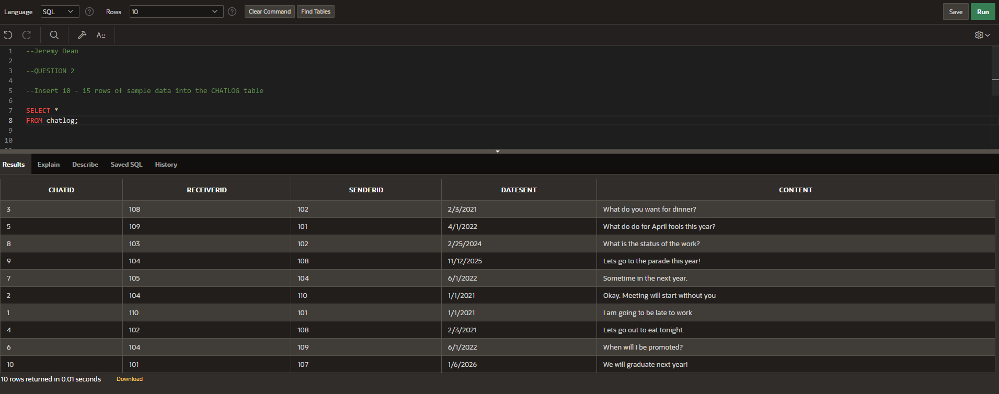 Language SQL Rows 10 Clear Command Find Tables Save Run
A::
1 --Jeremy Dean
2
3 --QUESTION 2
4
5 --Insert 10 - 15 rows of sample data into the CHATLOG table
6
7 SELECT *
8 FROM chatlog;
9
10
Results Explain Describe Saved SQL History
CHATID RECEIVERID SENDERID DATESENT CONTENT
3 108 102 2/3/2021 What do you want for dinner?
5 109 101 4/1/2022 What do do for April fools this year?
8 103 102 2/25/2024 What is the status of the work?
9 104 108 11/12/2025 Lets go to the parade this year!
7 105 104 6/1/2022 Sometime in the next year.
2 104 110 1/1/2021 Okay. Meeting will start without you
1 110 101 1/1/2021 I am going to be late to work
4 102 108 2/3/2021 Lets go out to eat tonight.
6 104 109 6/1/2022 When will I be promoted?
10 101 107 1/6/2026 We will graduate next year!
10 rows returned in 0.01 seconds Download